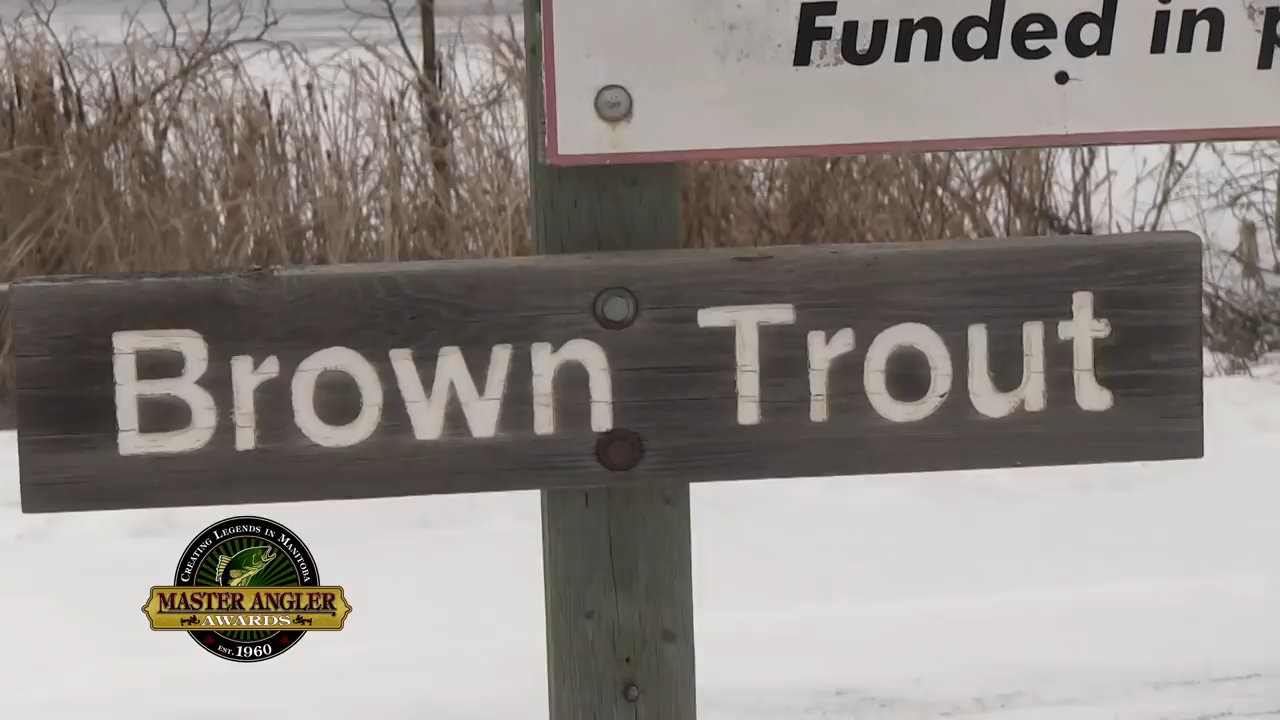 Funded in p
Brown Trout
CREATING LEGENDS IN MANITOBA
MASTER ANGLER
AWARDS
EST. 1960